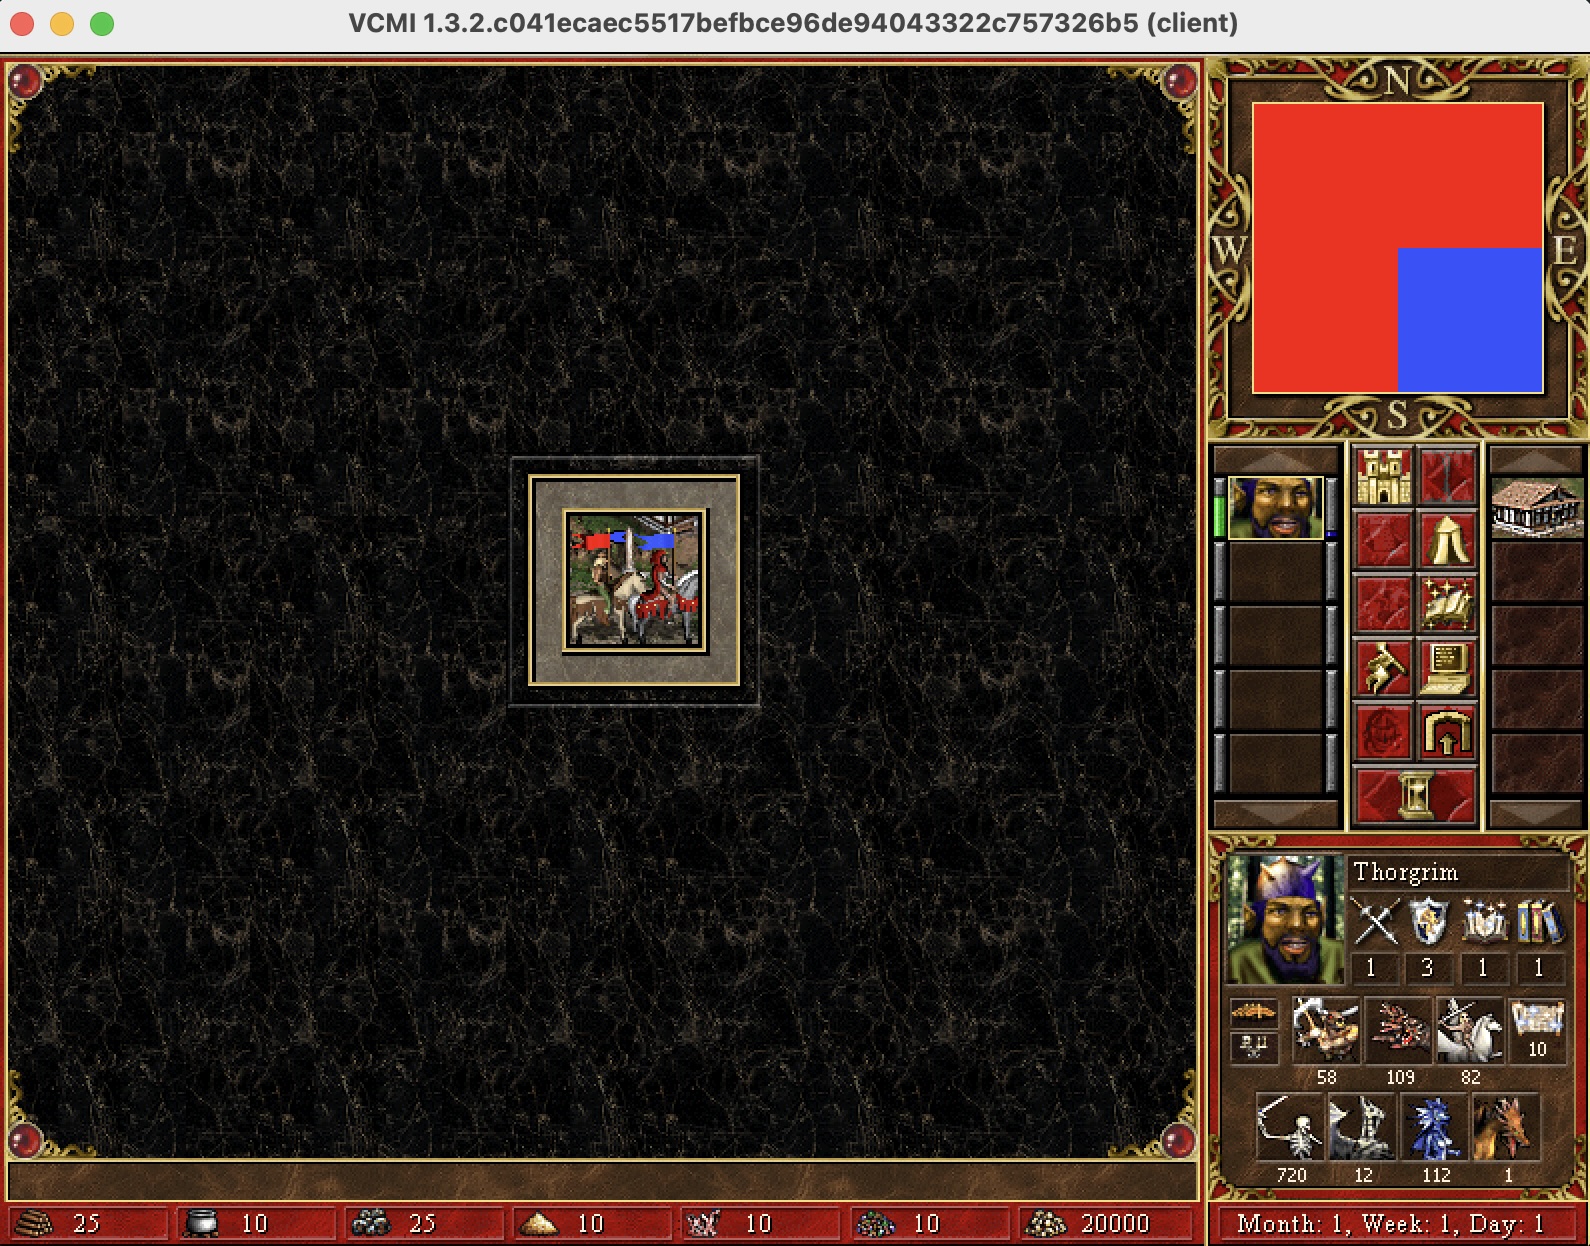 VCMI 1.3.2.c041ecaec5517befbce96de94043322c757326b5 (client)
N
W
E
S
Thorgrim
1 3 1 1
10
58 109 82
720 12 112 1
25 10 25 10 10 10 20000
Month: 1, Week: 1, Day: 1